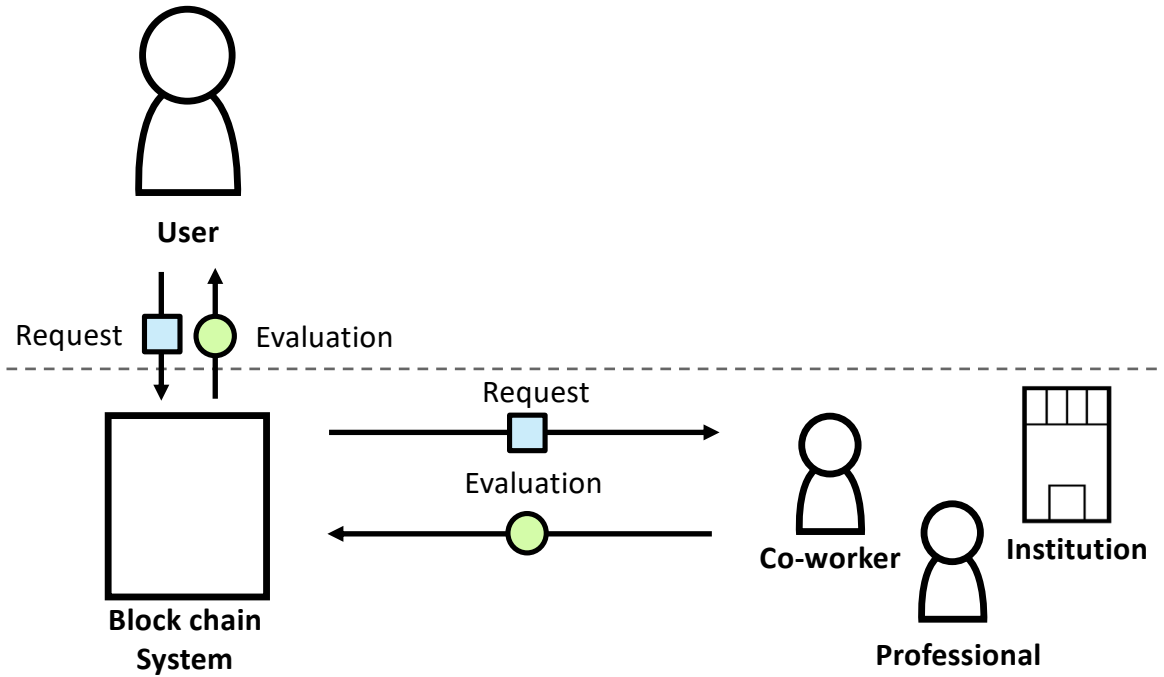 User
Request
Evaluation
Request
Evaluation
Co-worker
Institution
Block chain
System
Professional